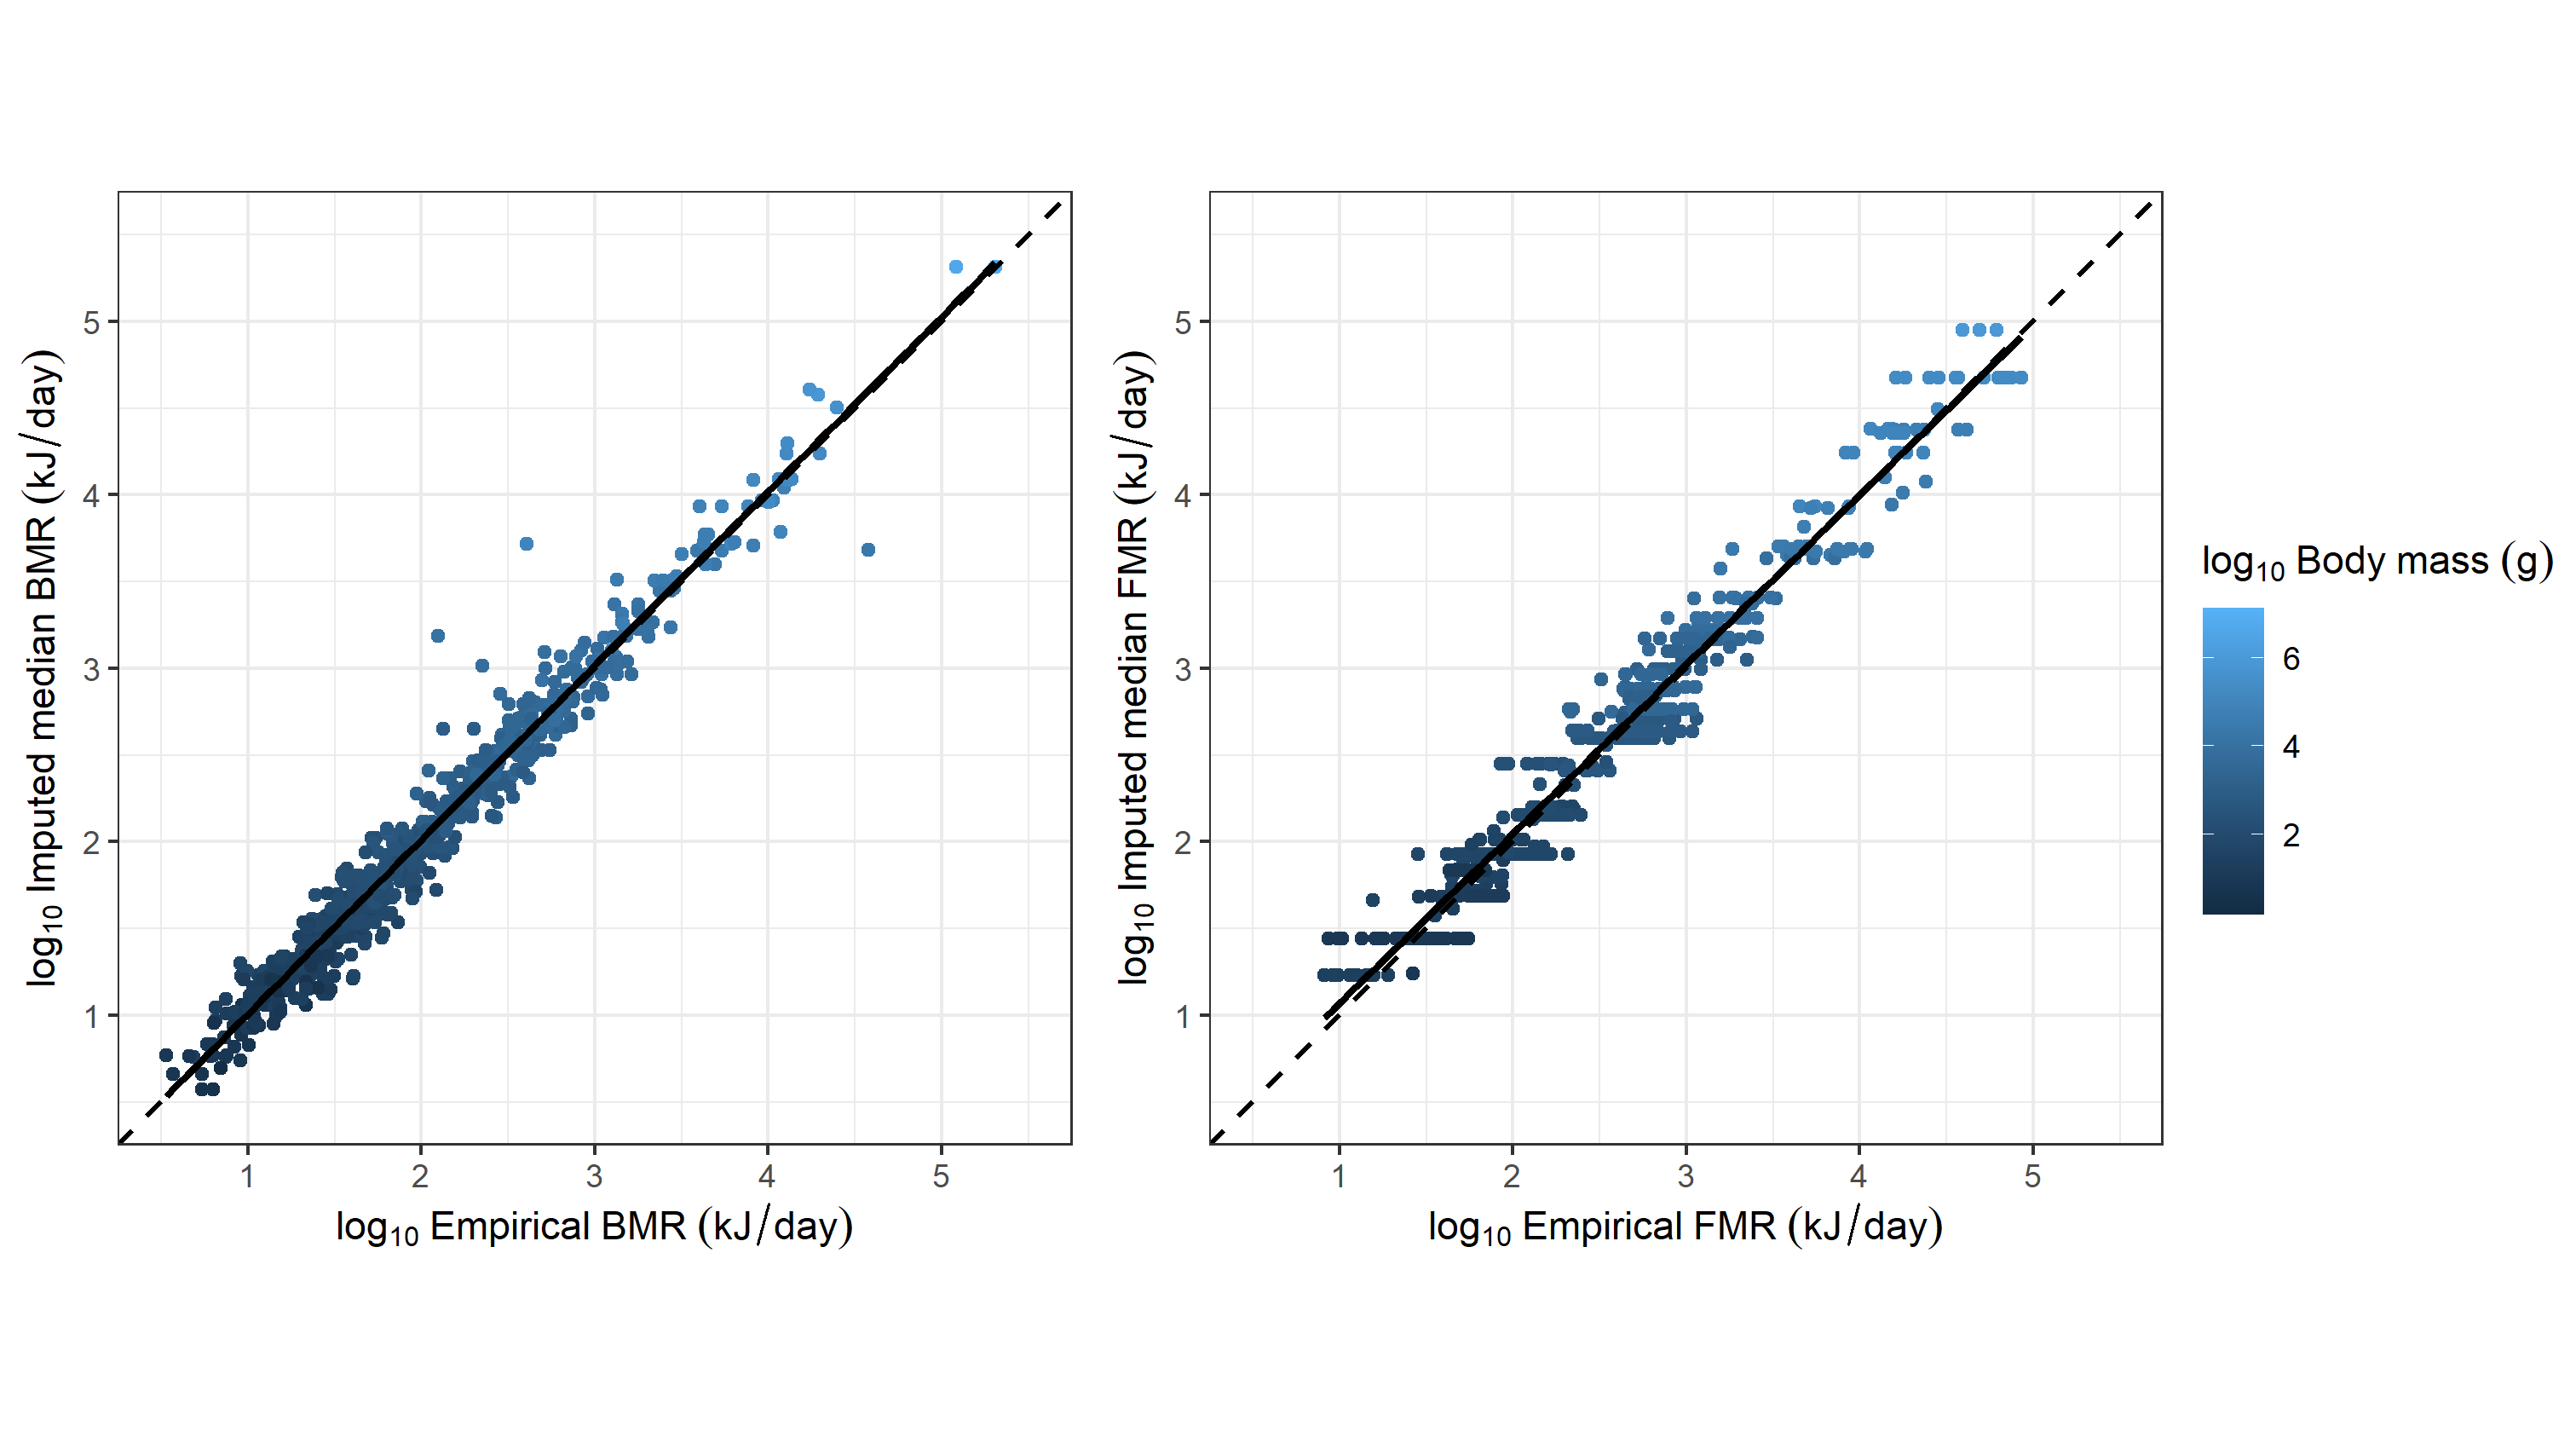 log10 Imputed median BMR (kJ/day)
5
4
3
2
1
1 2 3 4 5
log10 Empirical BMR (kJ/day)
log10 Imputed median FMR (kJ/day)
5
4
3
2
1
1 2 3 4 5
log10 Empirical FMR (kJ/day)
log10 Body mass (g)
6
4
2